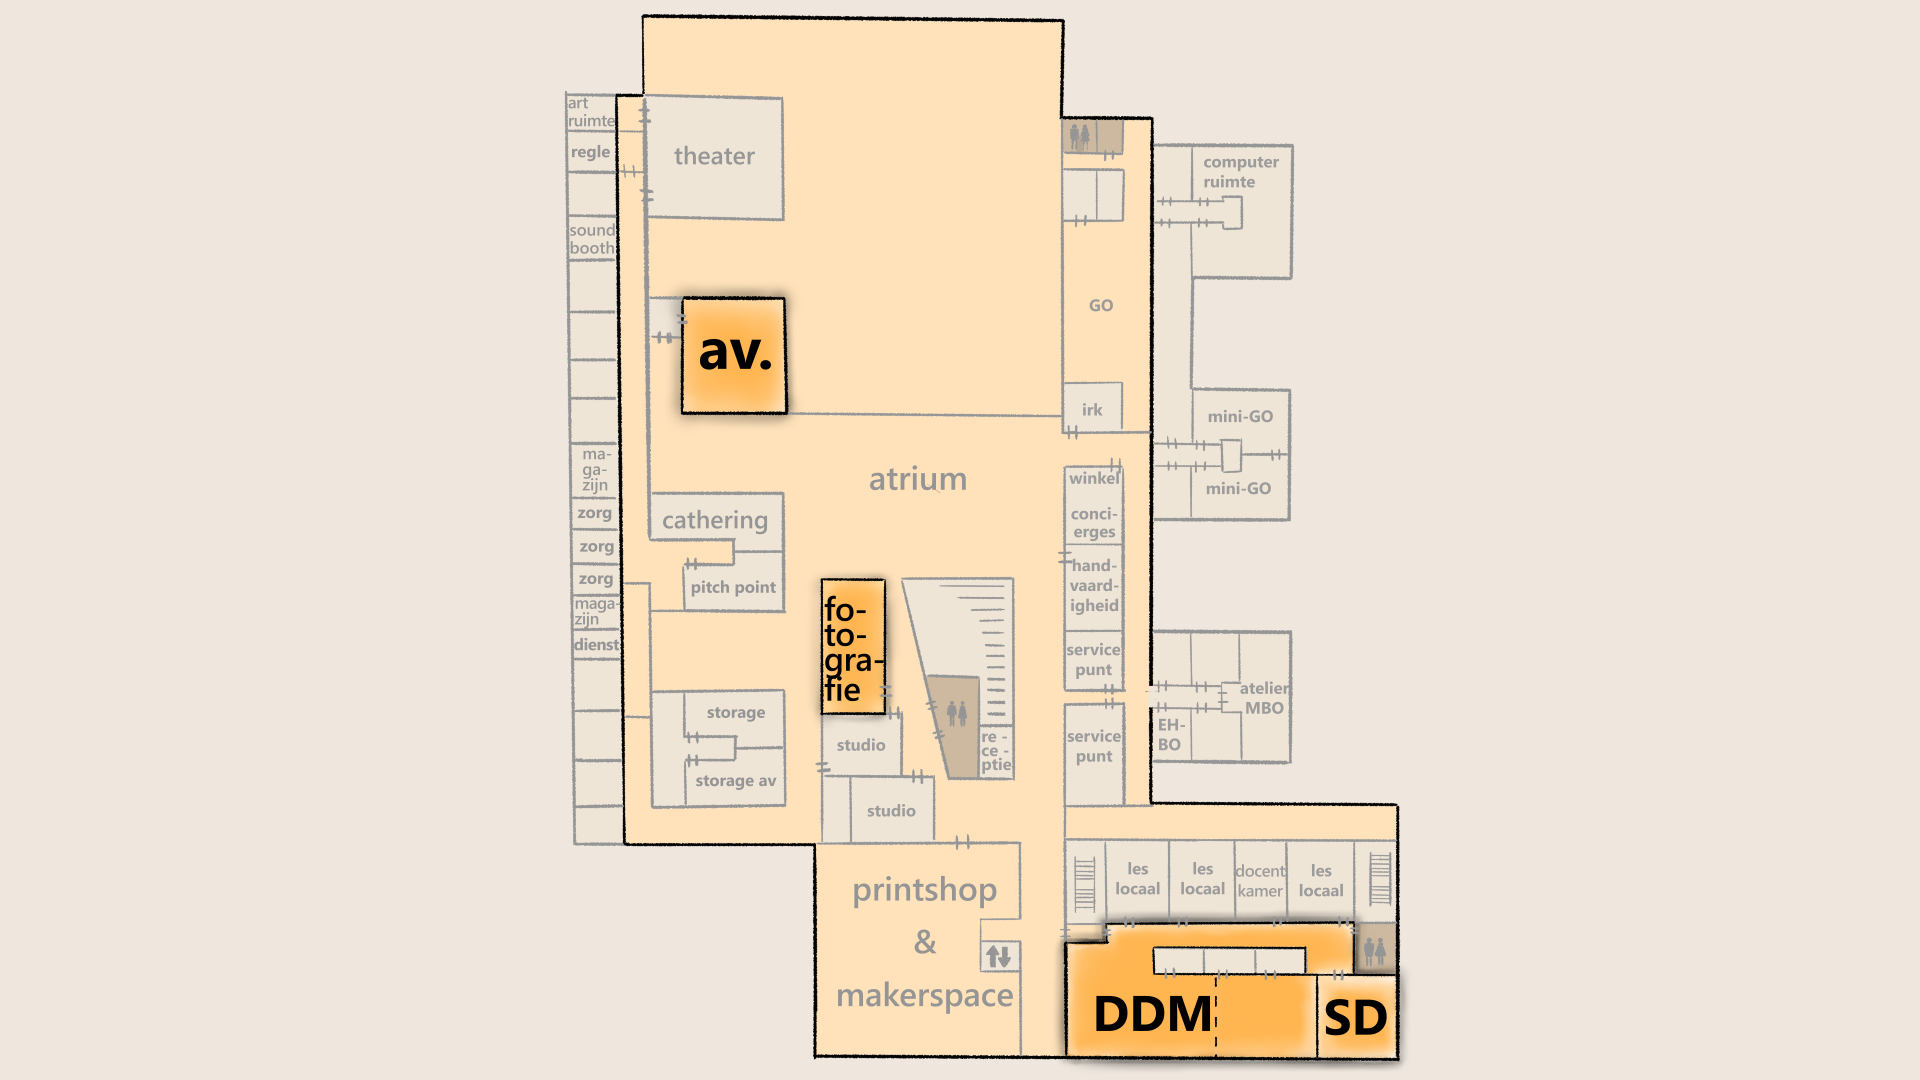 art
ruimte
regle
sound
booth
ma-
ga-
zijn
zorg
zorg
zorg
maga-
zijn
dienst
theater
av.
atrium
cathering
pitch point
fo-
to-
gra-
fie
storage
storage av
studio
studio
re -
ce -
ptie
GO
irk
winkel
conci-
erges
hand-
vaard-
igheid
service
punt
service
punt
computer
ruimte
mini-GO
mini-GO
atelier
MBO
EH-
BO
printshop
&
makerspace
les
locaal
les
locaal
docent
kamer
les
locaal
DDM
SD